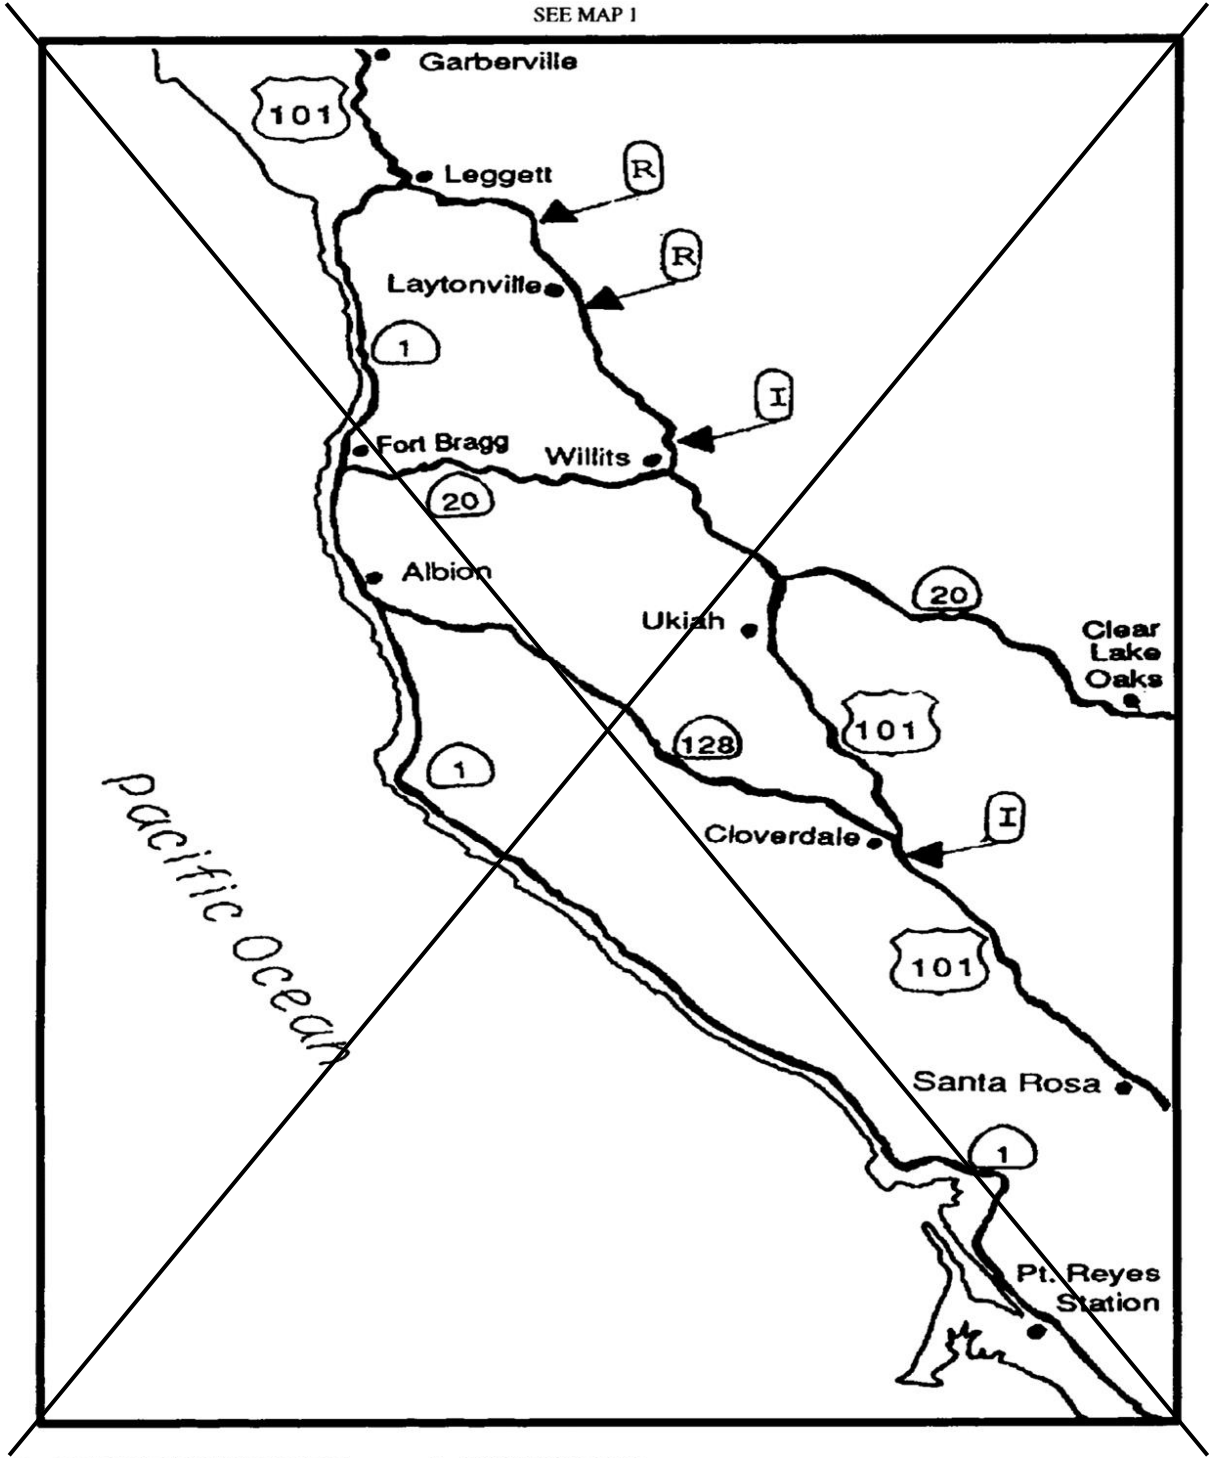 SEE MAP 1
Garberville
101
Leggett
R
R
Laytonville
1
I
Fort Bragg
Willits
20
Albion
20
Ukiah
Clear
Lake
Oaks
101
128
1
Pacific Ocean
I
Cloverdale
101
Santa Rosa
1
Pt. Reyes
Station